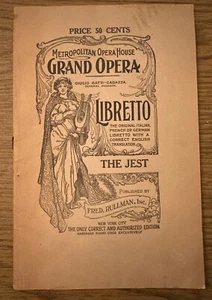 PRICE 50 CENTS
METROPOLITAN OPERA HOUSE
GRAND OPERA
GIULIO GATTI-CASAZZA
GENERAL MANAGER
LIBRETTO
THE ORIGINAL ITALIAN,
FRENCH OR GERMAN
LIBRETTO WITH A
CORRECT ENGLISH
TRANSLATION
THE JEST
PUBLISHED BY
FRED. RULLMAN, Inc.
NEW YORK CITY
THE ONLY CORRECT AND AUTHORIZED EDITION